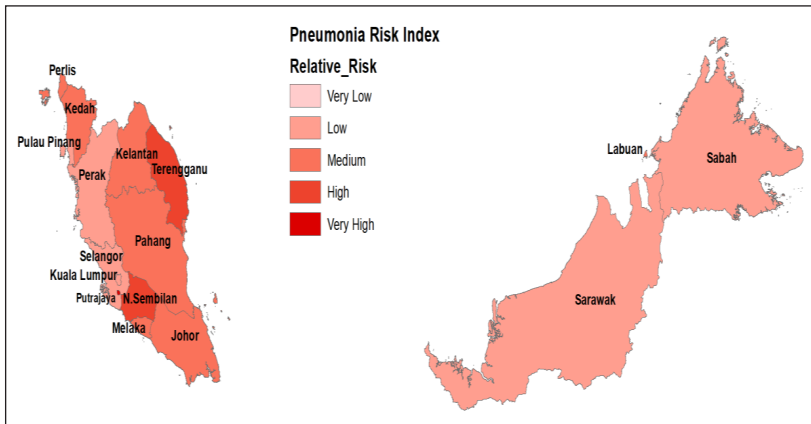 Pneumonia Risk Index
Relative_Risk
Very Low
Low
Medium
High
Very High
Perlis
Kedah
Pulau Pinang
Perak
Kelantan
Terengganu
Pahang
Selangor
Kuala Lumpur
Putrajaya
N.Sembilan
Melaka
Johor
Labuan
Sabah
Sarawak